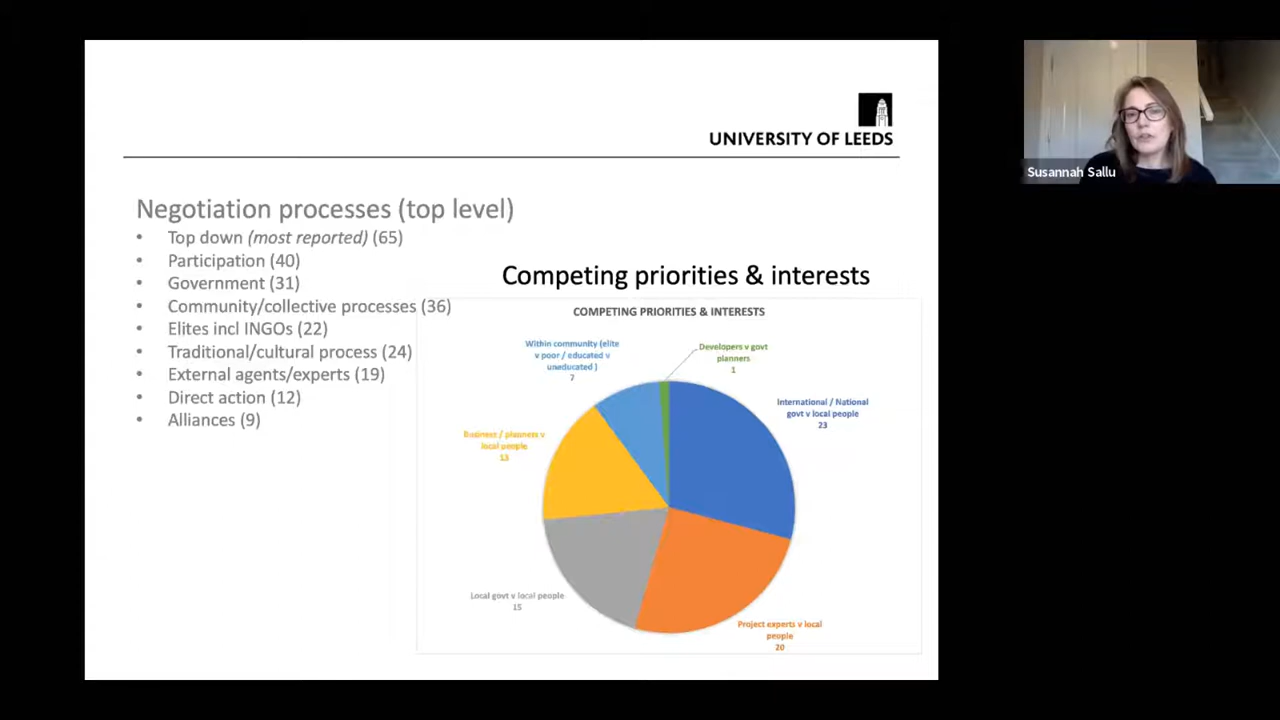 UNIVERSITY OF LEEDS
Susannah Sallu
Negotiation processes (top level)
• Top down (most reported) (65)
• Participation (40)
• Government (31)
• Community/collective processes (36)
• Elites incl INGOs (22)
• Traditional/cultural process (24)
• External agents/experts (19)
• Direct action (12)
• Alliances (9)
Competing priorities & interests
COMPETING PRIORITIES & INTERESTS
Within community (elite
v poor / educated v
uneducated )
7
Developers v govt
planners
1
International / National
govt v local people
23
Business / planners v
local people
13
Local govt v local people
15
Project experts v local
people
20